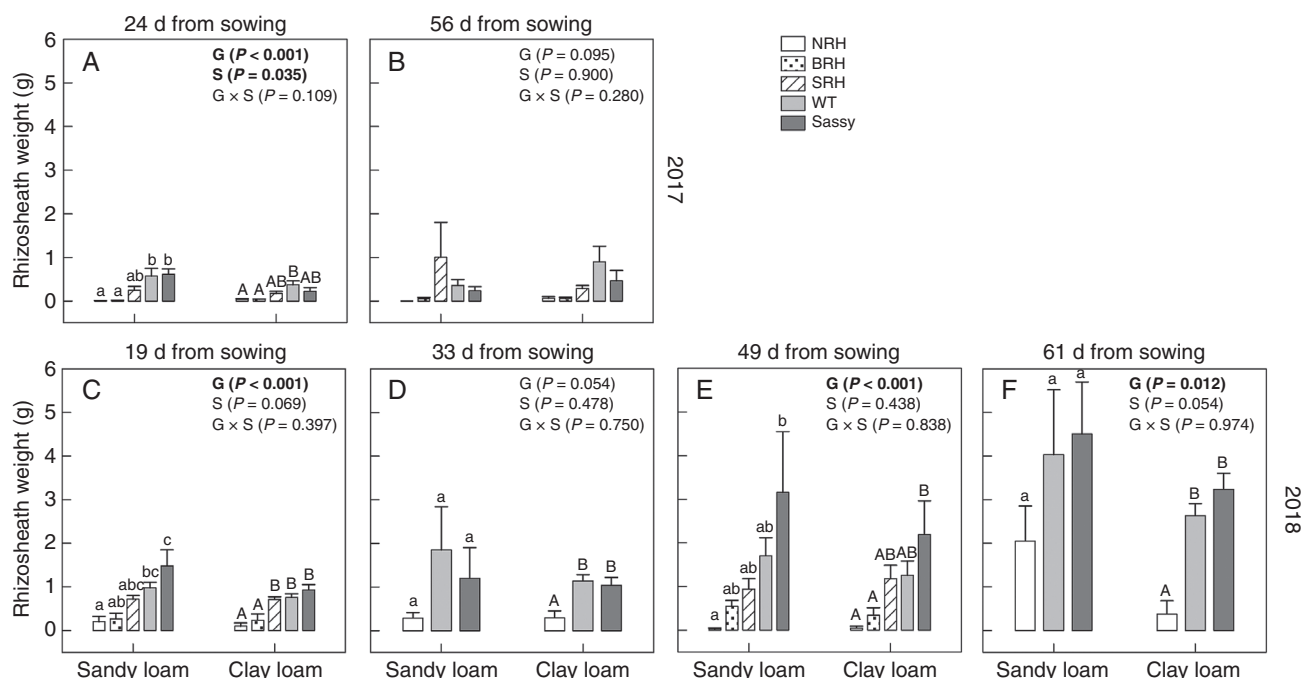 24 d from sowing
56 d from sowing
Rhizosheath weight (g)
6
5
4
3
2
1
0
A
G (P < 0.001)
S (P = 0.035)
G × S (P = 0.109)
a a ab b b
A A AB B AB
B
G (P = 0.095)
S (P = 0.900)
G × S (P = 0.280)
NRH
BRH
SRH
WT
Sassy
2017
19 d from sowing
33 d from sowing
49 d from sowing
61 d from sowing
Rhizosheath weight (g)
6
5
4
3
2
1
0
C
G (P < 0.001)
S (P = 0.069)
G × S (P = 0.397)
a ab abc bc c
A A B B B
Sandy loam
Clay loam
D
G (P = 0.054)
S (P = 0.478)
G × S (P = 0.750)
a a a
A B B
Sandy loam
Clay loam
E
G (P < 0.001)
S (P = 0.438)
G × S (P = 0.838)
a ab ab ab b
A A AB AB B
Sandy loam
Clay loam
F
G (P = 0.012)
S (P = 0.054)
G × S (P = 0.974)
a a a
A B B
Sandy loam
Clay loam
2018